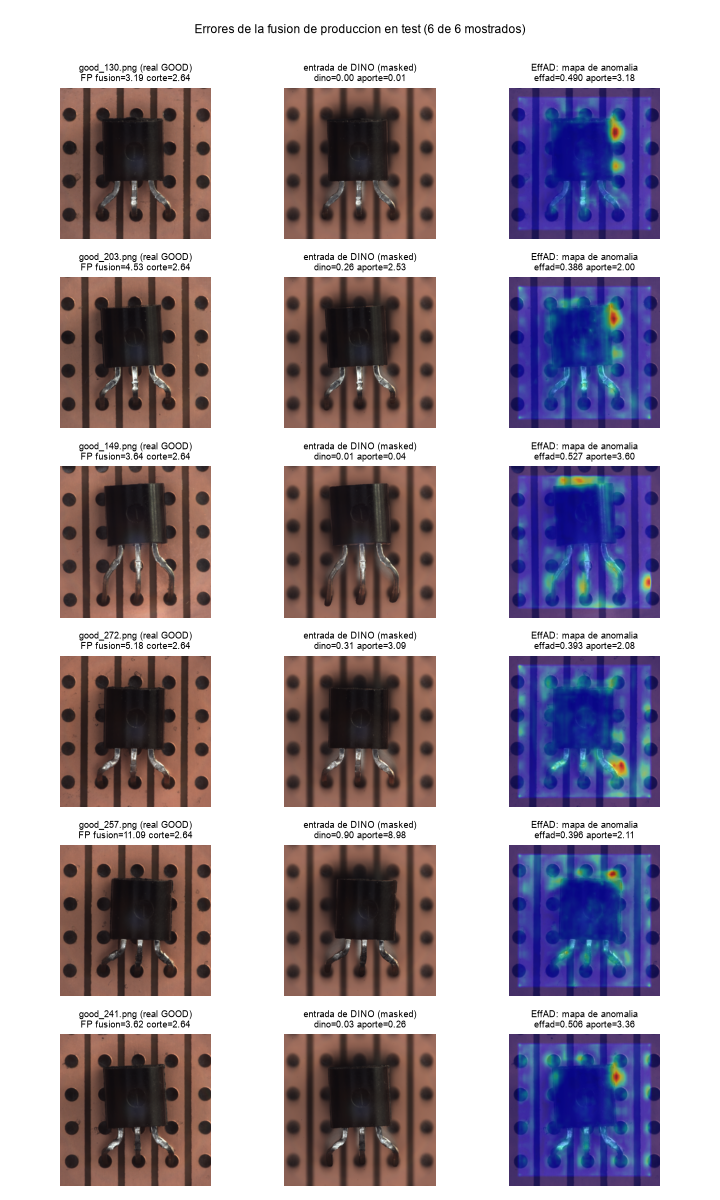 Errores de la fusion de produccion en test (6 de 6 mostrados)
good_130.png (real GOOD)
FP fusion=3.19 corte=2.64
entrada de DINO (masked)
dino=0.00 aporte=0.01
EffAD: mapa de anomalia
effad=0.490 aporte=3.18
good_203.png (real GOOD)
FP fusion=4.53 corte=2.64
entrada de DINO (masked)
dino=0.26 aporte=2.53
EffAD: mapa de anomalia
effad=0.386 aporte=2.00
good_149.png (real GOOD)
FP fusion=3.64 corte=2.64
entrada de DINO (masked)
dino=0.01 aporte=0.04
EffAD: mapa de anomalia
effad=0.527 aporte=3.60
good_272.png (real GOOD)
FP fusion=5.18 corte=2.64
entrada de DINO (masked)
dino=0.31 aporte=3.09
EffAD: mapa de anomalia
effad=0.393 aporte=2.08
good_257.png (real GOOD)
FP fusion=11.09 corte=2.64
entrada de DINO (masked)
dino=0.90 aporte=8.98
EffAD: mapa de anomalia
effad=0.396 aporte=2.11
good_241.png (real GOOD)
FP fusion=3.62 corte=2.64
entrada de DINO (masked)
dino=0.03 aporte=0.26
EffAD: mapa de anomalia
effad=0.506 aporte=3.36